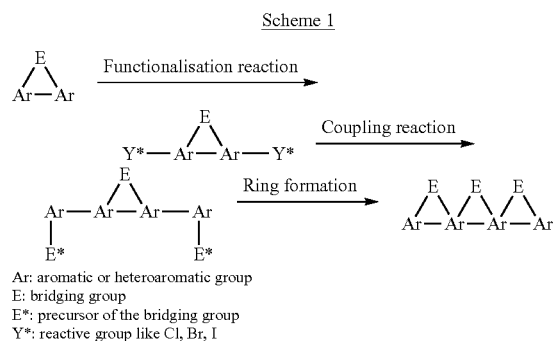 Scheme 1
E
Functionalisation reaction
Ar Ar
E
Coupling reaction
Y* Ar Ar Y*
E
Ring formation
E E E
Ar Ar Ar Ar
Ar Ar Ar Ar
E* E*
Ar: aromatic or heteroaromatic group
E: bridging group
E*: precursor of the bridging group
Y*: reactive group like Cl, Br, I